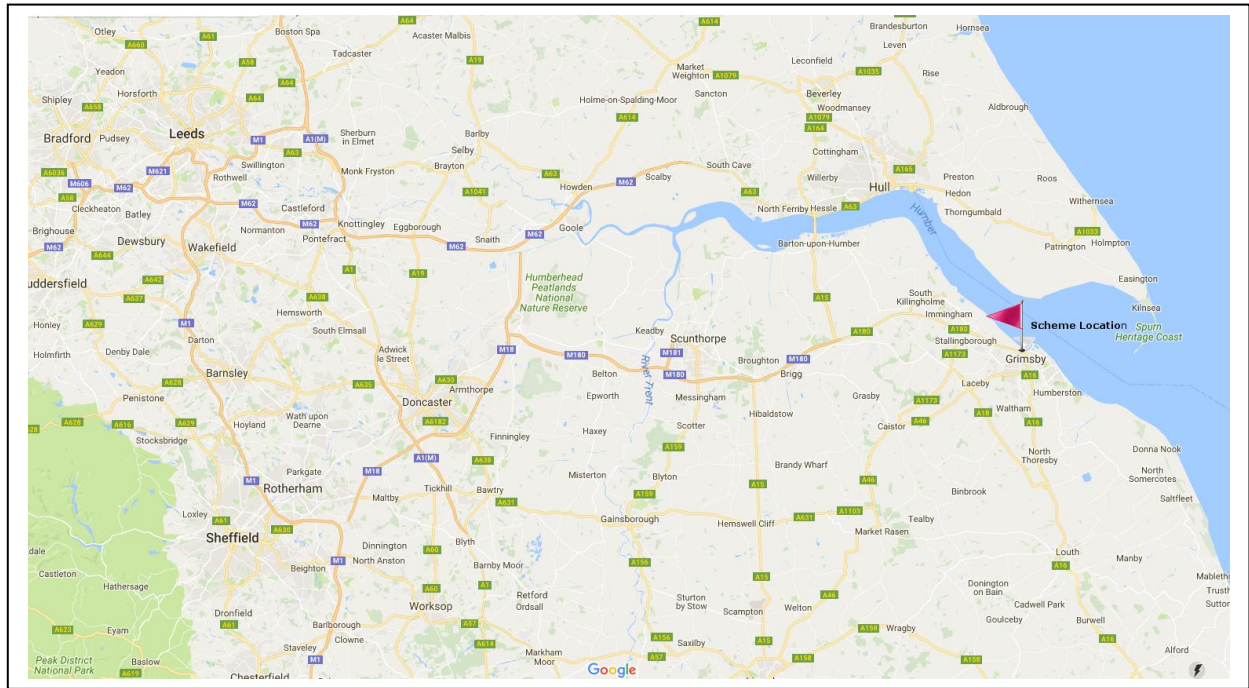 A64
A614
Brandesburton
Hornsea
Otley
A61
Boston Spa
Acaster Malbis
A660
Tadcaster
Leven
A58
A19
Market
Weighton
A1079
Leconfield
A1035
Rise
Yeadon
A64
Sancton
Beverley
Horsforth
A64
Holme-on-Spalding-Moor
Woodmansey
Aldbrough
Shipley
A658
A614
A1079
Bradford
Pudsey
Leeds
M1
A1(M)
Sherburn
in Elmet
Barlby
A164
Selby
Cottingham
A63
Swillington
Brayton
South Cave
A165
Preston
A6036
M621
Rothwell
Monk Fryston
A63
M62
Scalby
Willerby
Roos
M606
M62
A1041
Howden
A63
Hull
Hedon
A58
Castleford
M62
North Ferriby
Hessle
A63
Thorngumbald
Withernsea
Cleckheaton
Batley
Normanton
M62
Knottingley
Eggborough
Goole
Humber
A1033
Brighouse
Dewsbury
Wakefield
Pontefract
M62
Snaith
M62
Barton-upon-Humber
Patrington
Holmpton
M62
A644
A1
A19
Humberhead
Peatlands
National
Nature Reserve
Easington
uddersfield
A642
A637
A638
A15
South
Killingholme
Kilnsea
Honley
A629
M1
Hemsworth
South Elmsall
Keadby
Scunthorpe
A180
Immingham
A180
Scheme Location
Spurn
Heritage Coast
Holmfirth
Denby Dale
Darton
Adwick
le Street
M18
M180
M181
Broughton
M180
Stallingborough
A1173
Grimsby
Barnsley
A630
Belton
M180
Brigg
A16
A628
A635
Armthorpe
River Trent
Laceby
Humberston
Penistone
Doncaster
Epworth
Messingham
Grasby
A1173
Waltham
A628
A616
A629
Hoyland
Wath upon
Dearne
A6182
Hibaldstow
A46
A18
A16
Stocksbridge
Finningley
Haxey
Scotter
Caistor
A1(M)
A638
A159
North
Thoresby
Donna Nook
M1
Parkgate
M18
Misterton
Blyton
Brandy Wharf
North
Somercotes
Rotherham
Maltby
Tickhill
Bawtry
A15
A46
Binbrook
Saltfleet
Loxley
A61
A631
A159
A630
Gainsborough
Hemswell Cliff
A631
A1103
Tealby
Sheffield
Market Rasen
dale
Dinnington
A60
Blyth
Louth
Manby
Castleton
Beighton
M1
North Anston
Barnby Moor
A156
A15
A16
Hathersage
A60
A1
Retford
Ordsall
Sturton
by Stow
Scampton
Welton
A46
Donington
on Bain
Cadwell Park
Mableth
Trusth
Sutton
Dronfield
Worksop
Goulceby
Burwell
A623
Eyam
A61
Barlborough
A57
A156
A15
A158
Wragby
A16
Clowne
A614
Saxilby
Peak District
National Park
Baslow
Staveley
M1
Markham
Moor
A57
A158
A158
Alford
A619
Chesterfield
Google